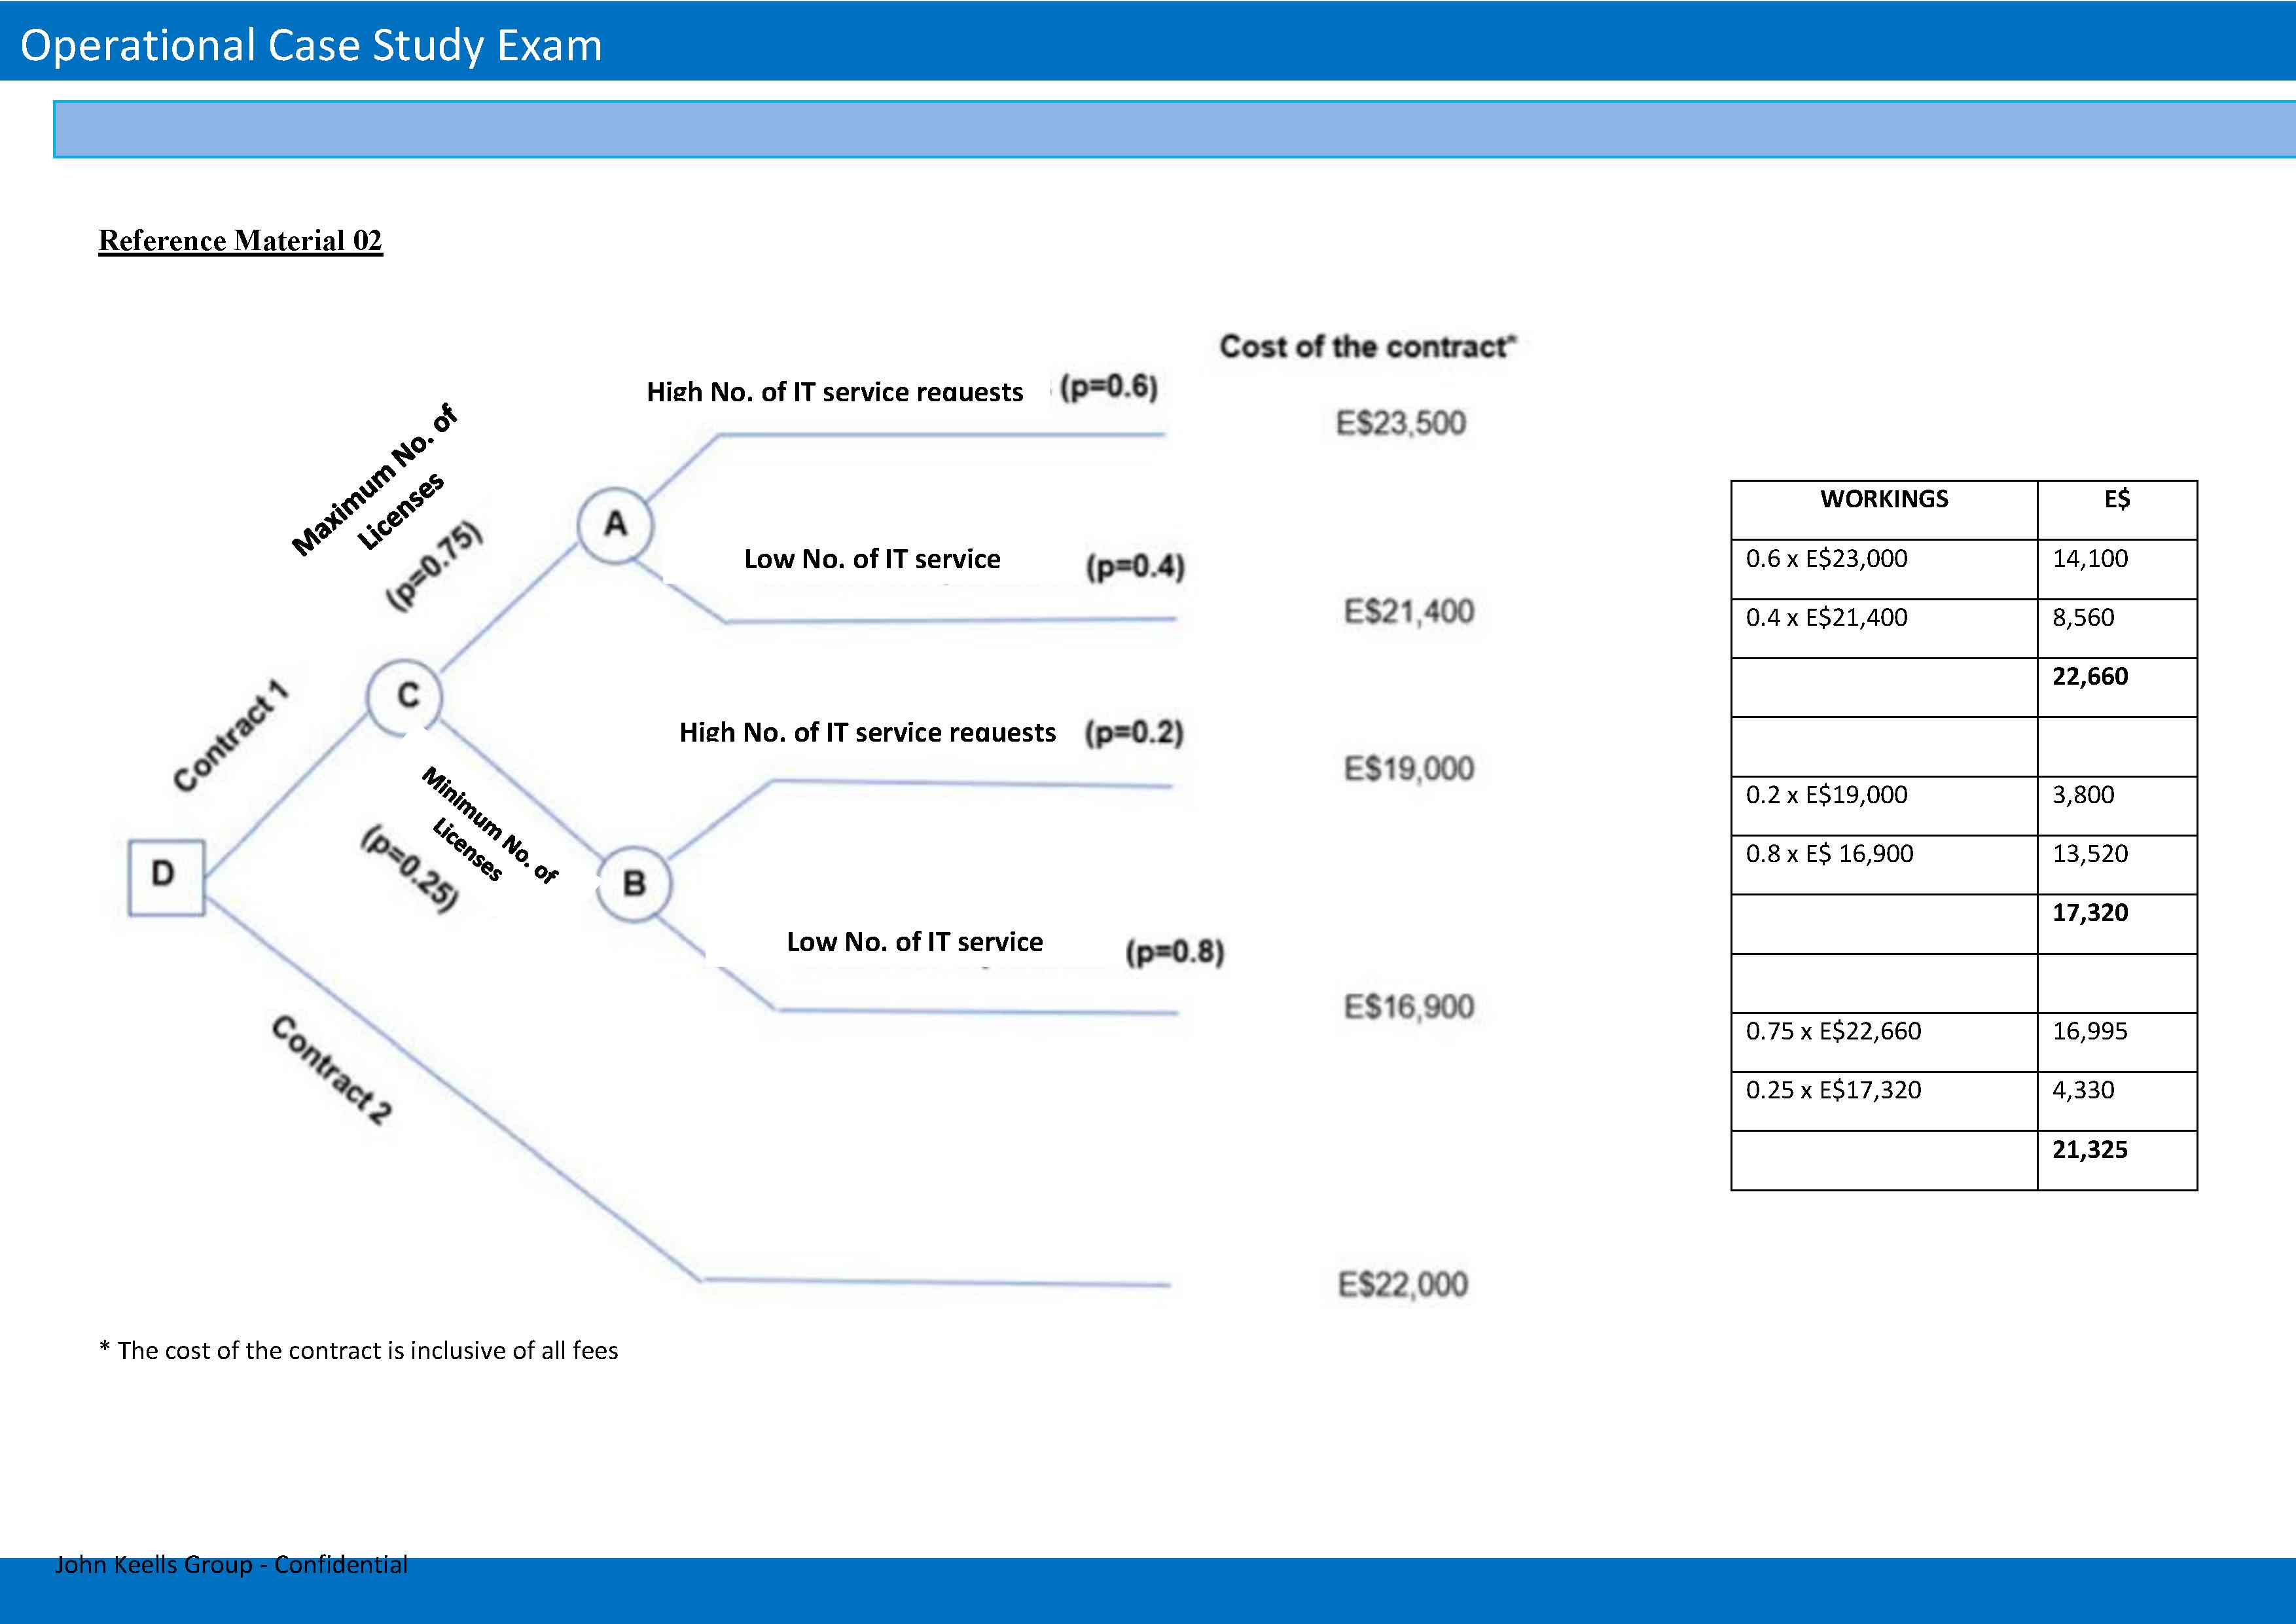 Operational Case Study Exam
Reference Material 02
Cost of the contract*
High No. of IT service requests (p=0.6)
E$23,500
Maximum No. of
Licenses
(p=0.75)
A
Low No. of IT service (p=0.4)
E$21,400
Contract 1
C
High No. of IT service requests (p=0.2)
E$19,000
Minimum No. of
Licenses
(p=0.25)
D
B
Low No. of IT service (p=0.8)
E$16,900
Contract 2
E$22,000
WORKINGS E$
0.6 x E$23,000 14,100
0.4 x E$21,400 8,560
22,660
0.2 x E$19,000 3,800
0.8 x E$ 16,900 13,520
17,320
0.75 x E$22,660 16,995
0.25 x E$17,320 4,330
21,325
* The cost of the contract is inclusive of all fees
John Keells Group - Confidential